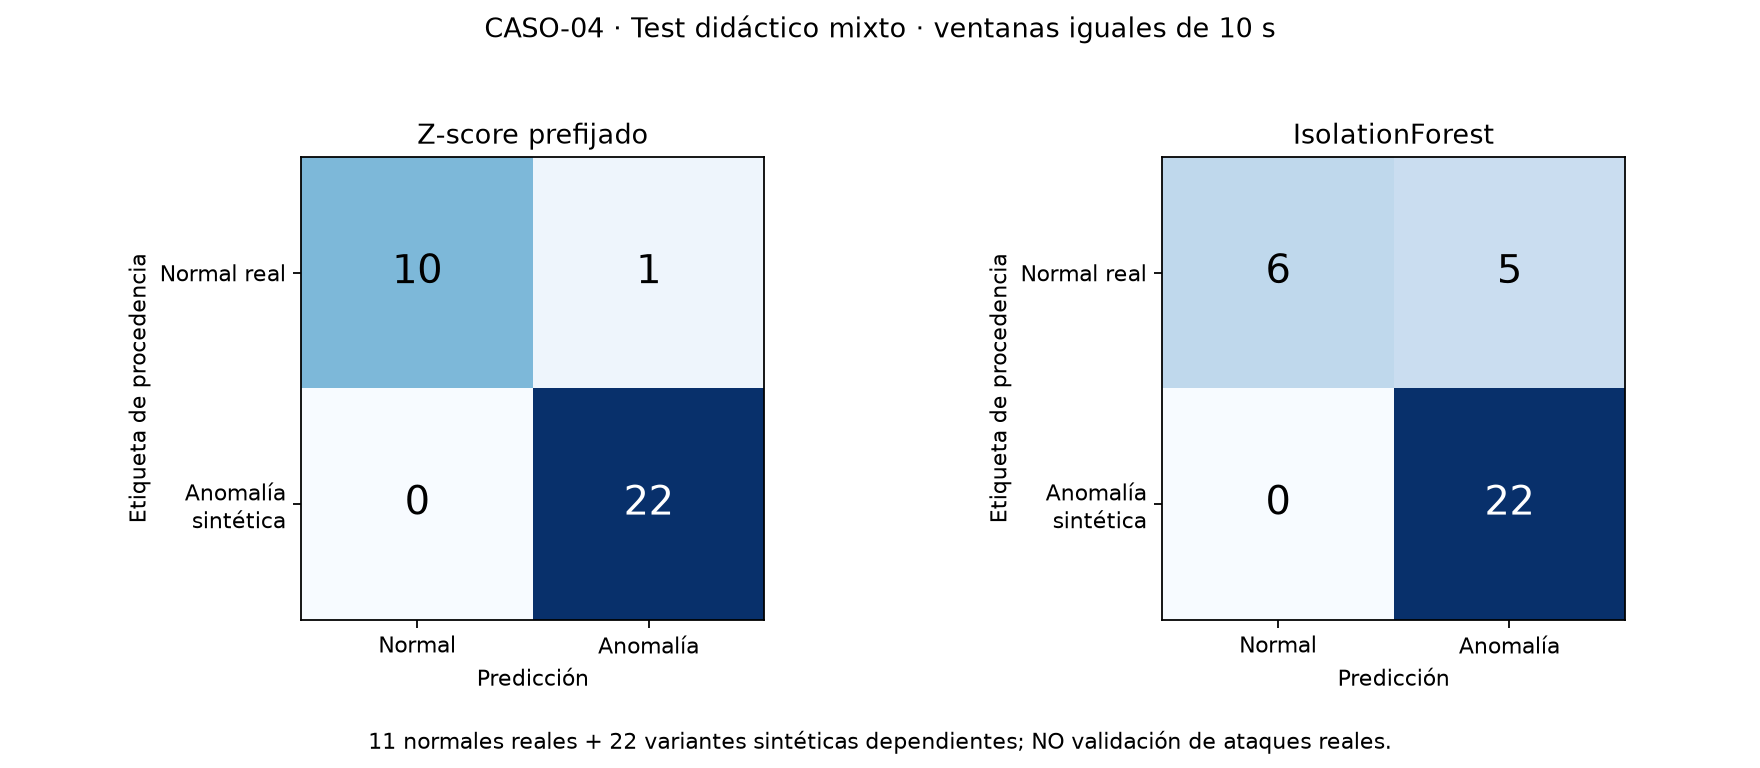 CASO-04 · Test didáctico mixto · ventanas iguales de 10 s
Z-score prefijado
Etiqueta de procedencia
Normal real
10
1
Anomalía
sintética
0
22
Normal
Anomalía
Predicción
IsolationForest
Etiqueta de procedencia
Normal real
6
5
Anomalía
sintética
0
22
Normal
Anomalía
Predicción
11 normales reales + 22 variantes sintéticas dependientes; NO validación de ataques reales.